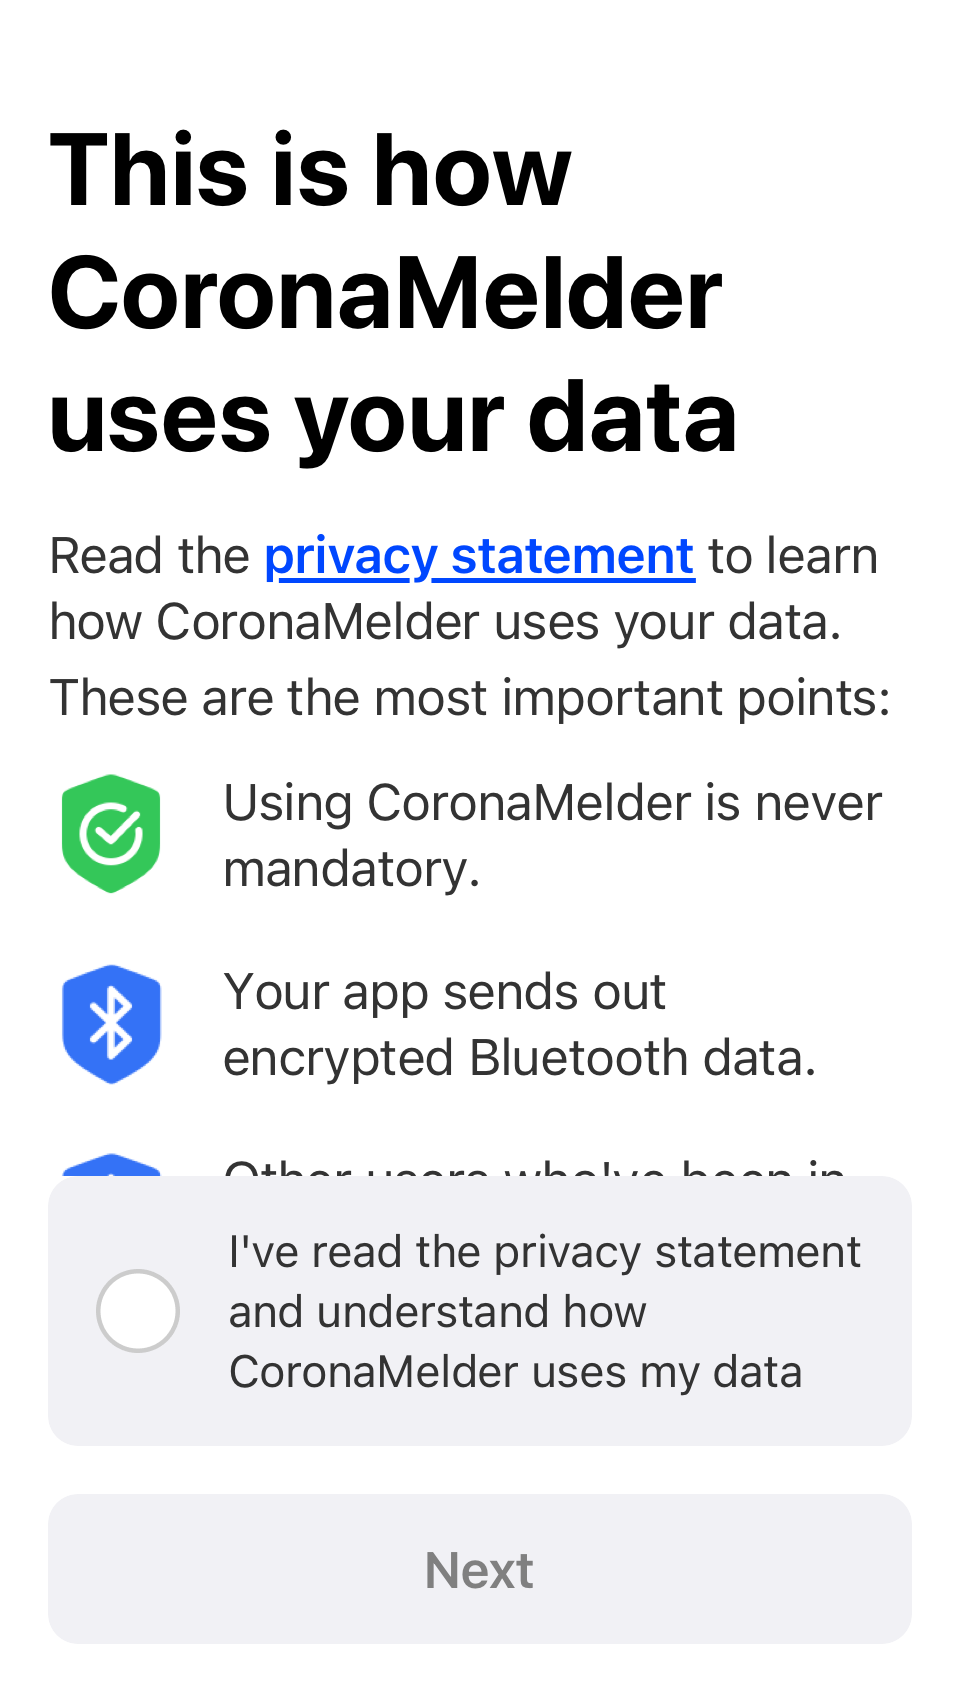 This is how
CoronaMelder
uses your data
Read the privacy statement to learn
how CoronaMelder uses your data.
These are the most important points:
Using CoronaMelder is never
mandatory.
Your app sends out
encrypted Bluetooth data.
Other users who've been in
I've read the privacy statement
and understand how
CoronaMelder uses my data
Next